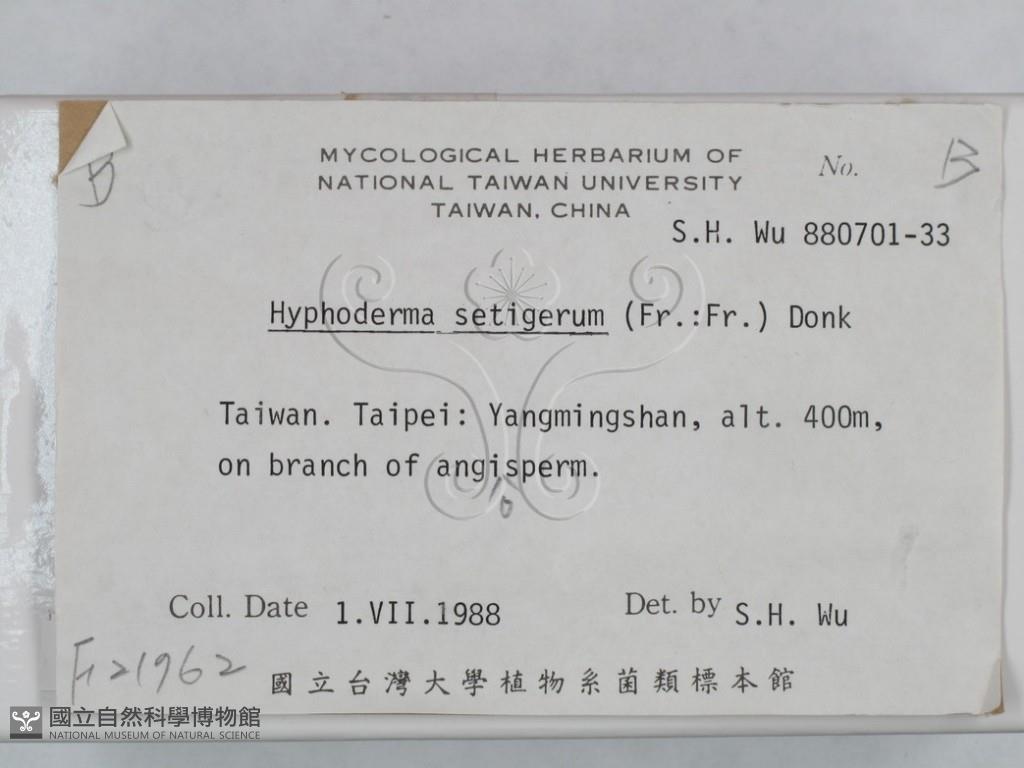 MYCOLOGICAL HERBARIUM OF
NATIONAL TAIWAN UNIVERSITY
TAIWAN, CHINA
No. B
B
S.H. Wu 880701-33
Hyphoderma setigerum (Fr.:Fr.) Donk
Taiwan. Taipei: Yangmingshan, alt. 400m,
on branch of angisperm.
o
Coll. Date 1.VII.1988
Det. by S.H. Wu
F21962
國立台灣大學植物系菌類標本館
國立自然科學博物館
NATIONAL MUSEUM OF NATURAL SCIENCE